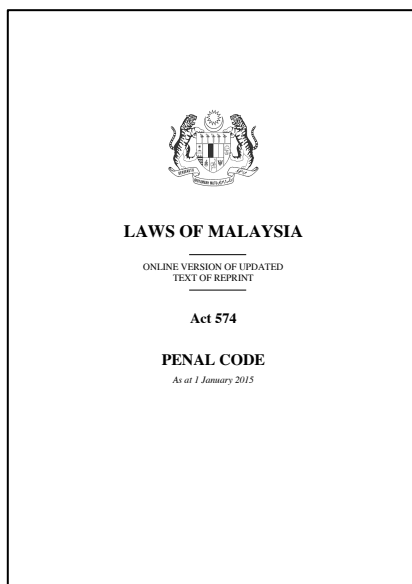 LAWS OF MALAYSIA
ONLINE VERSION OF UPDATED
TEXT OF REPRINT
Act 574
PENAL CODE
As at 1 January 2015